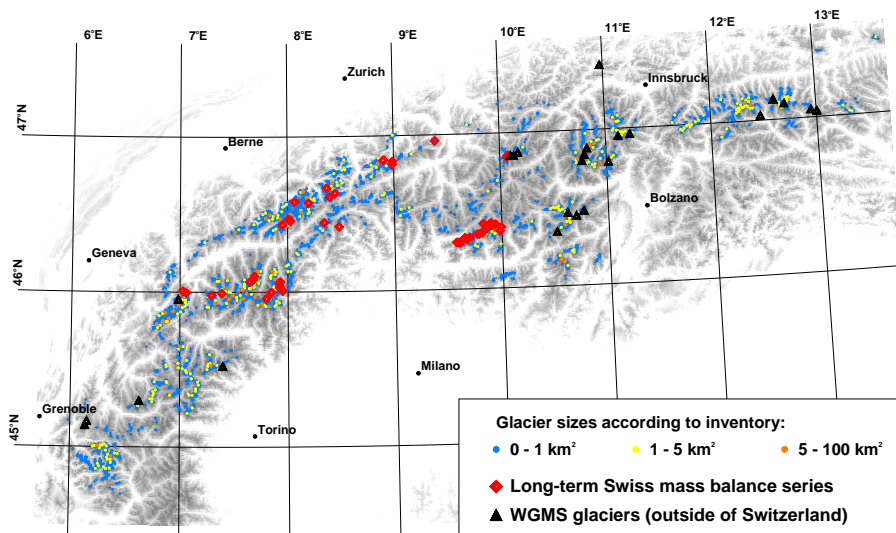 6°E
7°E
8°E
9°E
10°E
11°E
12°E
13°E
Zurich
Innsbruck
47°N
Berne
Bolzano
Geneva
46°N
Milano
Grenoble
Torino
45°N
Glacier sizes according to inventory:
0 - 1 km²
1 - 5 km²
5 - 100 km²
Long-term Swiss mass balance series
WGMS glaciers (outside of Switzerland)